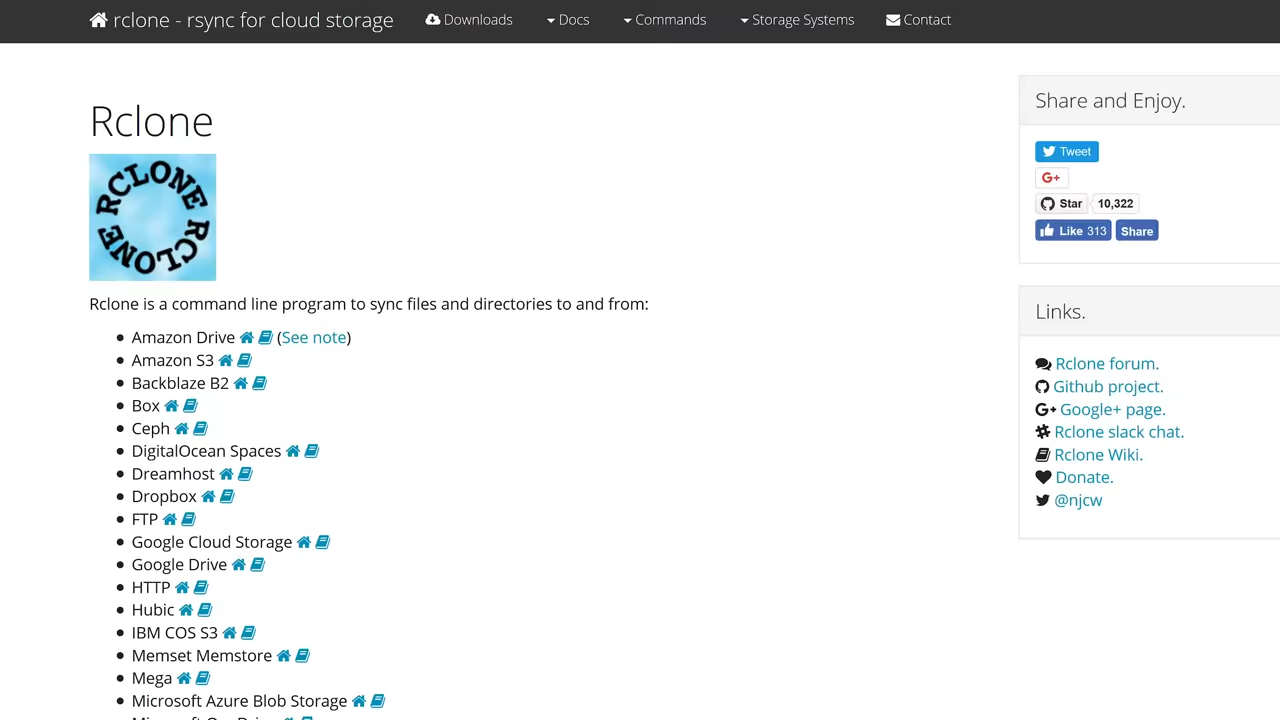 rclone - rsync for cloud storage
Downloads
Docs
Commands
Storage Systems
Contact
Rclone
RCLONE RCLONE
Rclone is a command line program to sync files and directories to and from:
Amazon Drive (See note)
Amazon S3
Backblaze B2
Box
Ceph
DigitalOcean Spaces
Dreamhost
Dropbox
FTP
Google Cloud Storage
Google Drive
HTTP
Hubic
IBM COS S3
Memset Memstore
Mega
Microsoft Azure Blob Storage
Share and Enjoy.
Tweet
G+
Star 10,322
Like 313 Share
Links.
Rclone forum.
Github project.
G+ Google+ page.
Rclone slack chat.
Rclone Wiki.
Donate.
@njcw